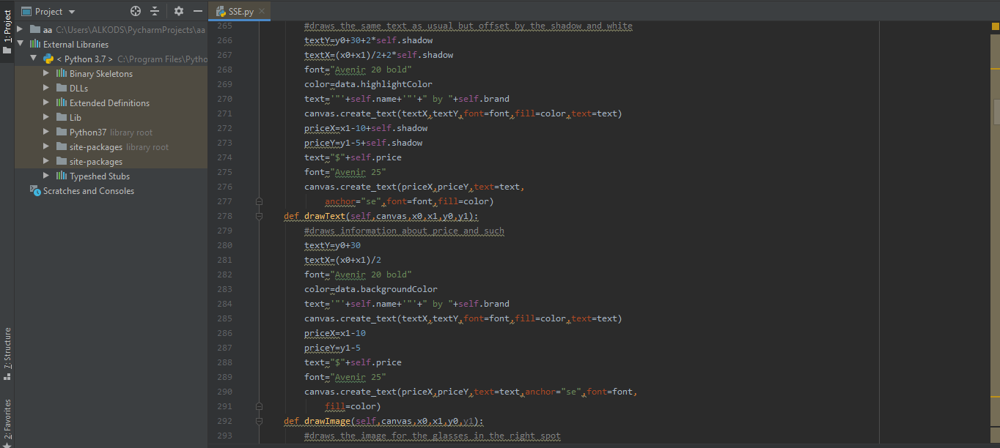 Project
SSE.py
1: Project
aa C:\Users\ALKODS\PycharmProjects\aa
External Libraries
< Python 3.7 > C:\Program Files\Pytho
Binary Skeletons
DLLs
Extended Definitions
Lib
Python37 library root
site-packages library root
site-packages
Typeshed Stubs
Scratches and Consoles
7: Structure
2: Favorites
265 #draws the same text as usual but offset by the shadow and white
266 textY=y0+30+2*self.shadow
267 textX=(x0+x1)/2+2*self.shadow
268 font="Avenir 20 bold"
269 color=data.highlightColor
270 text='"'+self.name+'"'+" by "+self.brand
271 canvas.create_text(textX,textY,font=font,fill=color,text=text)
272 priceX=x1-10+self.shadow
273 priceY=y1-5+self.shadow
274 text="$"+self.price
275 font="Avenir 25"
276 canvas.create_text(priceX,priceY,text=text,
277 anchor="se",font=font,fill=color)
278 def drawText(self,canvas,x0,x1,y0,y1):
279 #draws information about price and such
280 textY=y0+30
281 textX=(x0+x1)/2
282 font="Avenir 20 bold"
283 color=data.backgroundColor
284 text='"'+self.name+'"'+" by "+self.brand
285 canvas.create_text(textX,textY,font=font,fill=color,text=text)
286 priceX=x1-10
287 priceY=y1-5
288 text="$"+self.price
289 font="Avenir 25"
290 canvas.create_text(priceX,priceY,text=text,anchor="se",font=font,
291 fill=color)
292 def drawImage(self,canvas,x0,x1,y0,y1):
293 #draws the image for the glasses in the right spot